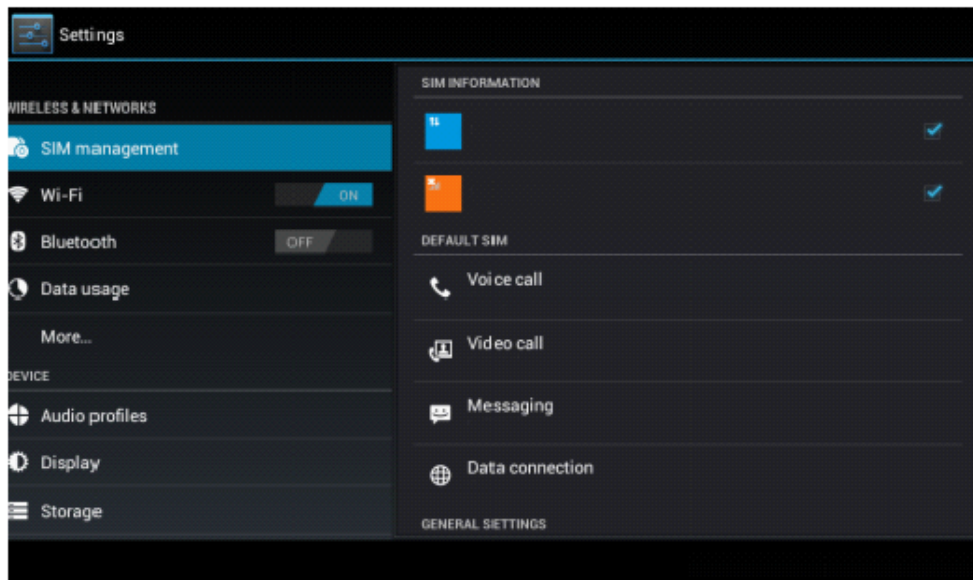 Settings
WIRELESS & NETWORKS
SIM management
Wi-Fi
ON
Bluetooth
OFF
Data usage
More...
DEVICE
Audio profiles
Display
Storage
SIM INFORMATION
DEFAULT SIM
Voice call
Video call
Messaging
Data connection
GENERAL SETTINGS